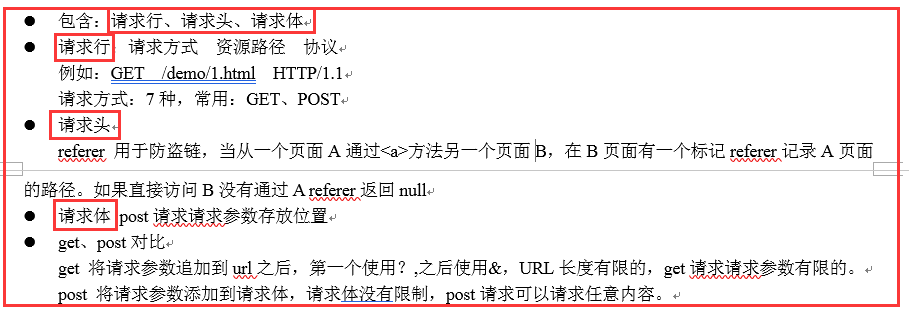 ● 包含：请求行、请求头、请求体
● 请求行 请求方式 资源路径 协议
例如：GET /demo/1.html HTTP/1.1
请求方式：7 种，常用：GET、POST
● 请求头
referer 用于防盗链，当从一个页面 A 通过<a>方法另一个页面 B，在 B 页面有一个标记 referer 记录 A 页面
的路径。如果直接访问 B 没有通过 A referer 返回 null
● 请求体 post 请求请求参数存放位置
● get、post 对比
get 将请求参数追加到 url 之后，第一个使用？,之后使用&，URL 长度有限的，get 请求请求参数有限的。
post 将请求参数添加到请求体，请求体没有限制，post 请求可以请求任意内容。